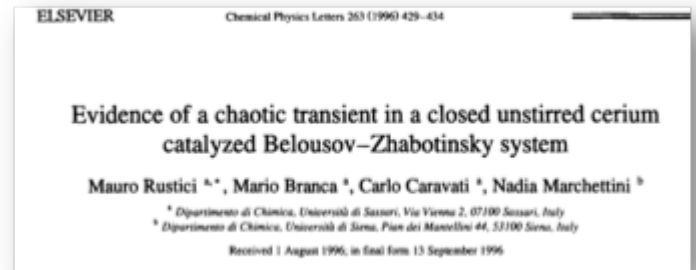 ELSEVIER
Chemical Physics Letters 263 (1996) 429–434
Evidence of a chaotic transient in a closed unstirred cerium
catalyzed Belousov–Zhabotinsky system
Mauro Rustici a,*, Mario Branca a, Carlo Caravati a, Nadia Marchettini b
a Dipartimento di Chimica, Università di Sassari, Via Vienna 2, 07100 Sassari, Italy
b Dipartimento di Chimica, Università di Siena, Pian dei Mantellini 44, 53100 Siena, Italy
Received 1 August 1996, in final form 13 September 1996